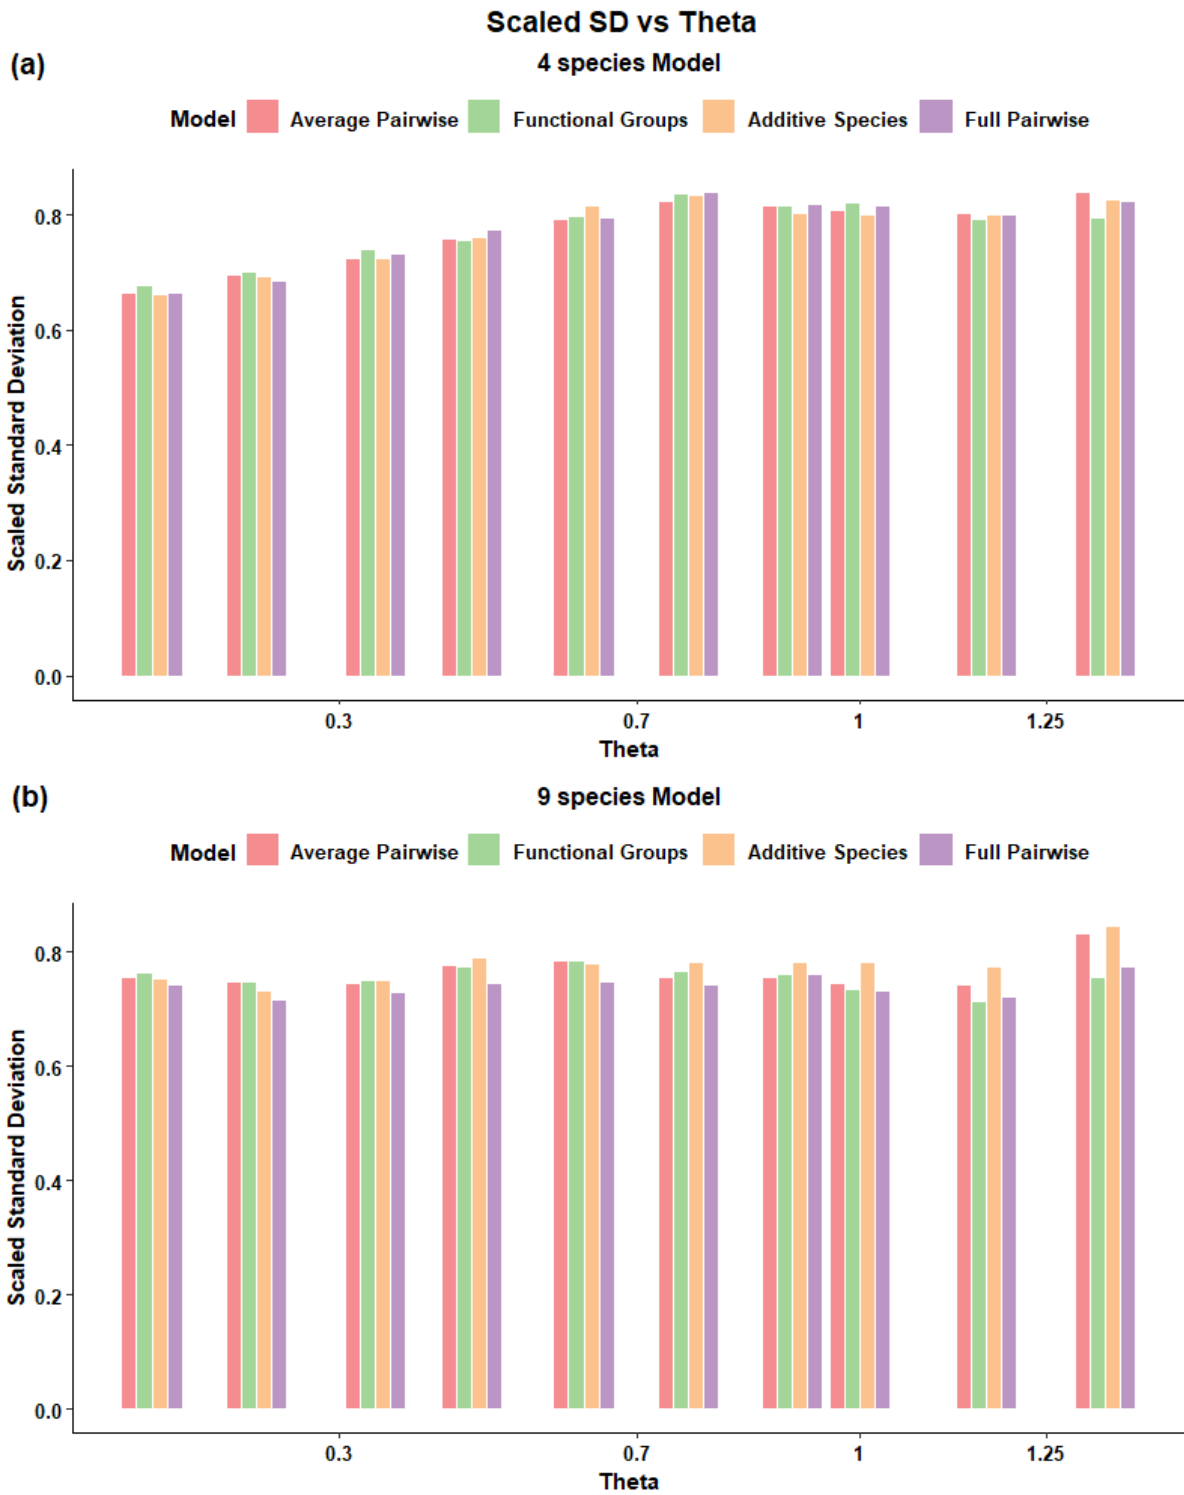 Scaled SD vs Theta
(a)
4 species Model
Model Average Pairwise Functional Groups Additive Species Full Pairwise
Scaled Standard Deviation
0.8
0.6
0.4
0.2
0.0
0.3 0.7 1 1.25
Theta
(b)
9 species Model
Model Average Pairwise Functional Groups Additive Species Full Pairwise
Scaled Standard Deviation
0.8
0.6
0.4
0.2
0.0
0.3 0.7 1 1.25
Theta